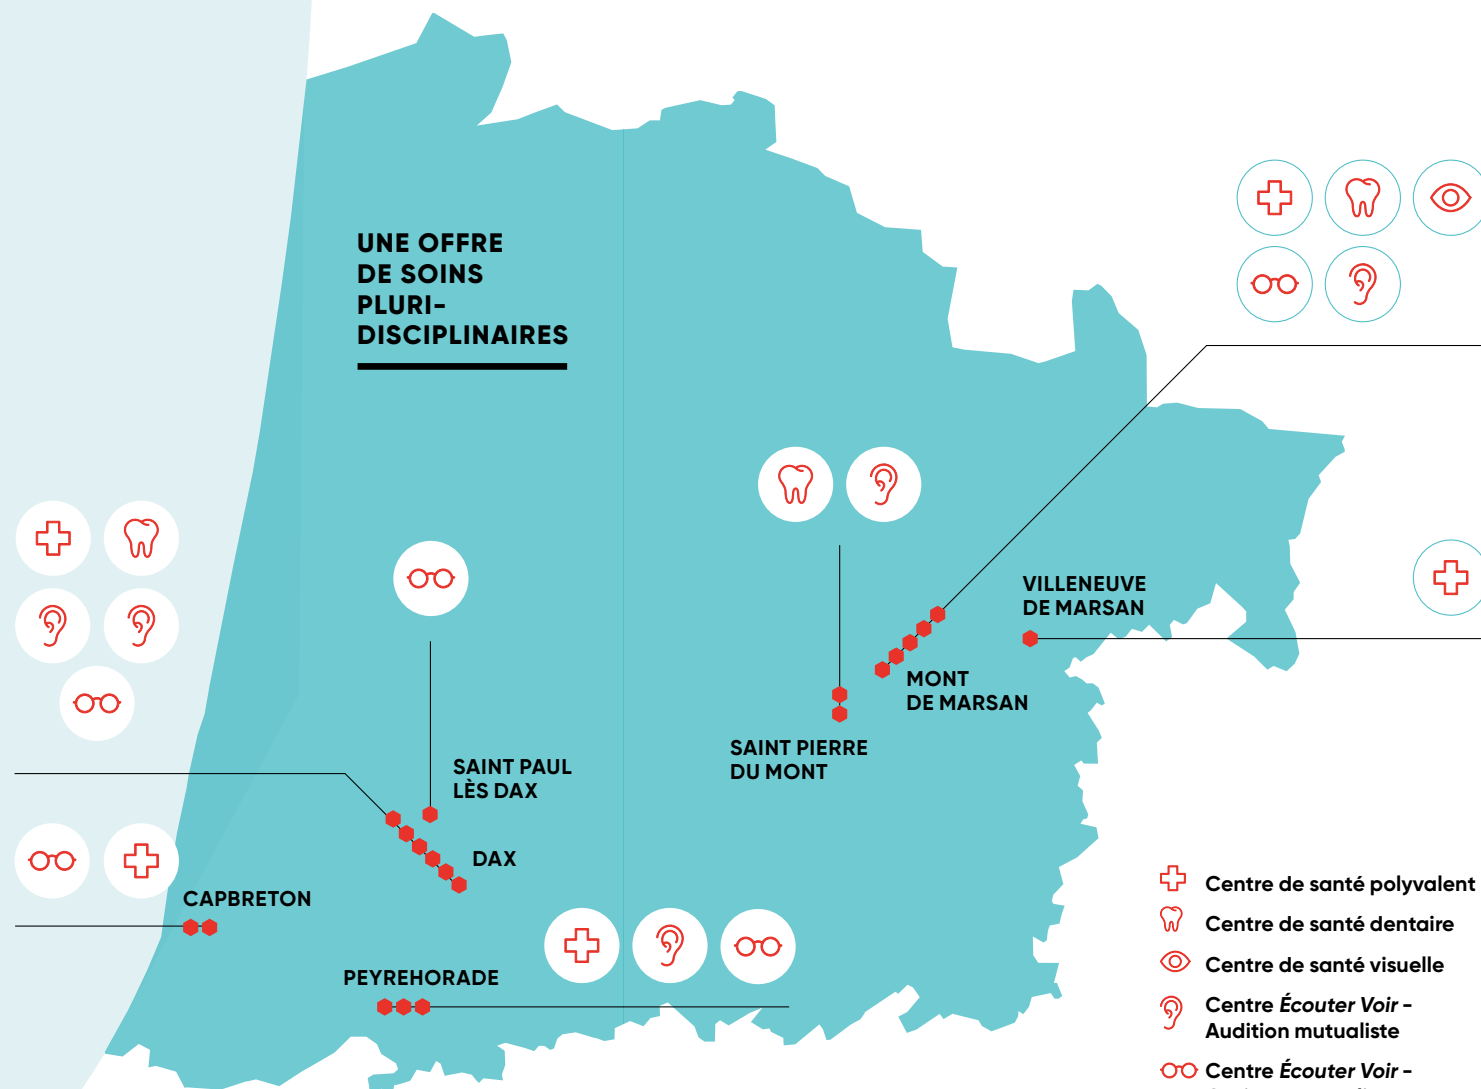 UNE OFFRE
DE SOINS
PLURI-
DISCIPLINAIRES
VILLENEUVE
DE MARSAN
MONT
DE MARSAN
SAINT PIERRE
DU MONT
SAINT PAUL
LÈS DAX
DAX
CAPBRETON
PEYREHORADE
Centre de santé polyvalent
Centre de santé dentaire
Centre de santé visuelle
Centre Écouter Voir -
Audition mutualiste
Centre Écouter Voir -